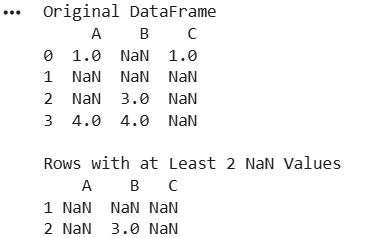 Original DataFrame
     A    B    C
0  1.0  NaN  1.0
1  NaN  NaN  NaN
2  NaN  3.0  NaN
3  4.0  4.0  NaN
Rows with at Least 2 NaN Values
    A    B   C
1 NaN  NaN NaN
2 NaN  3.0 NaN